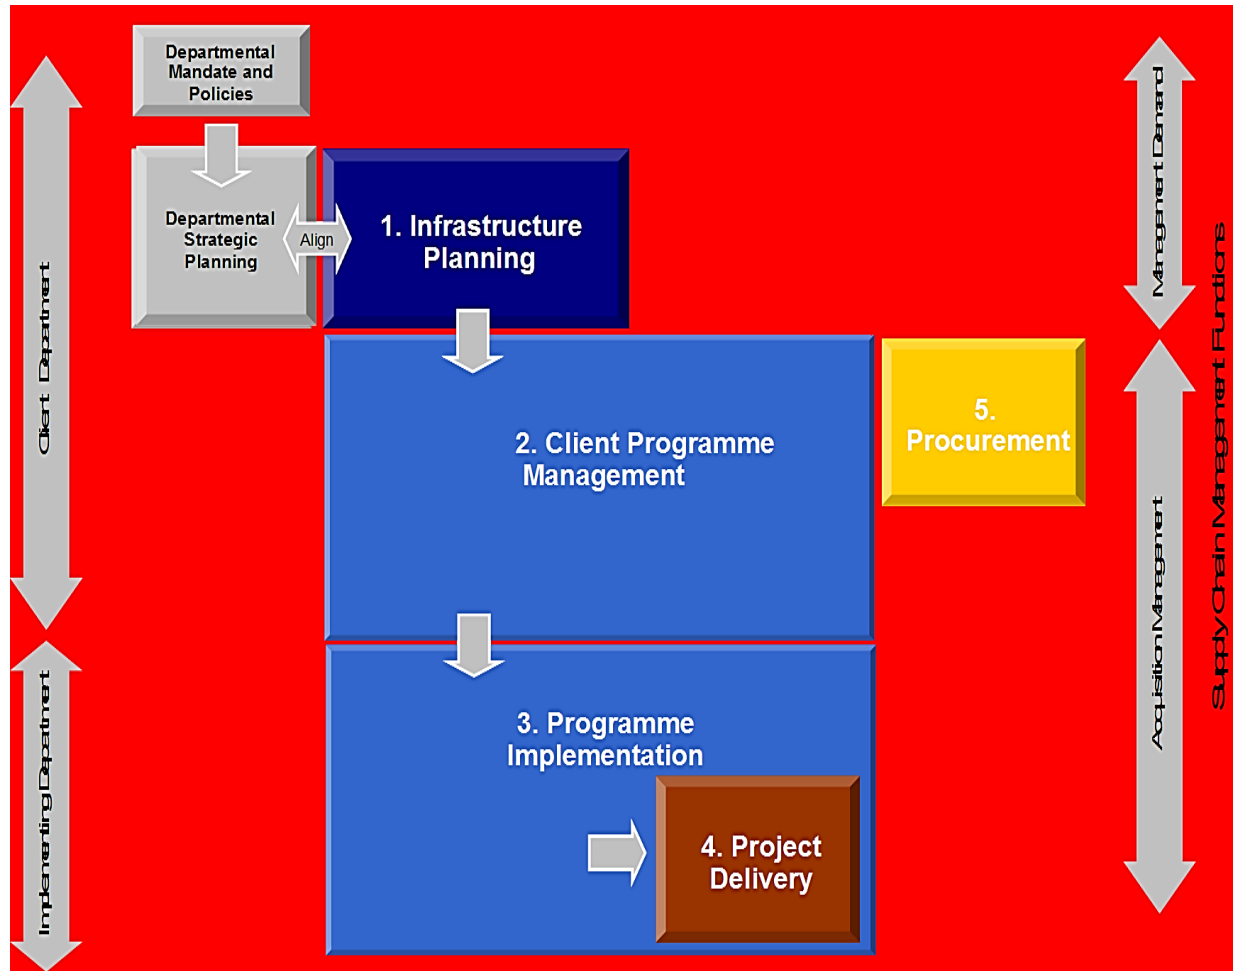 Departmental
Mandate and
Policies
Departmental
Strategic
Planning
Align
1. Infrastructure
Planning
2. Client Programme
Management
5.
Procurement
3. Programme
Implementation
4. Project
Delivery
Client Department
Implementing Department
Management Demand
Acquisition Management
Supply Chain Management Functions